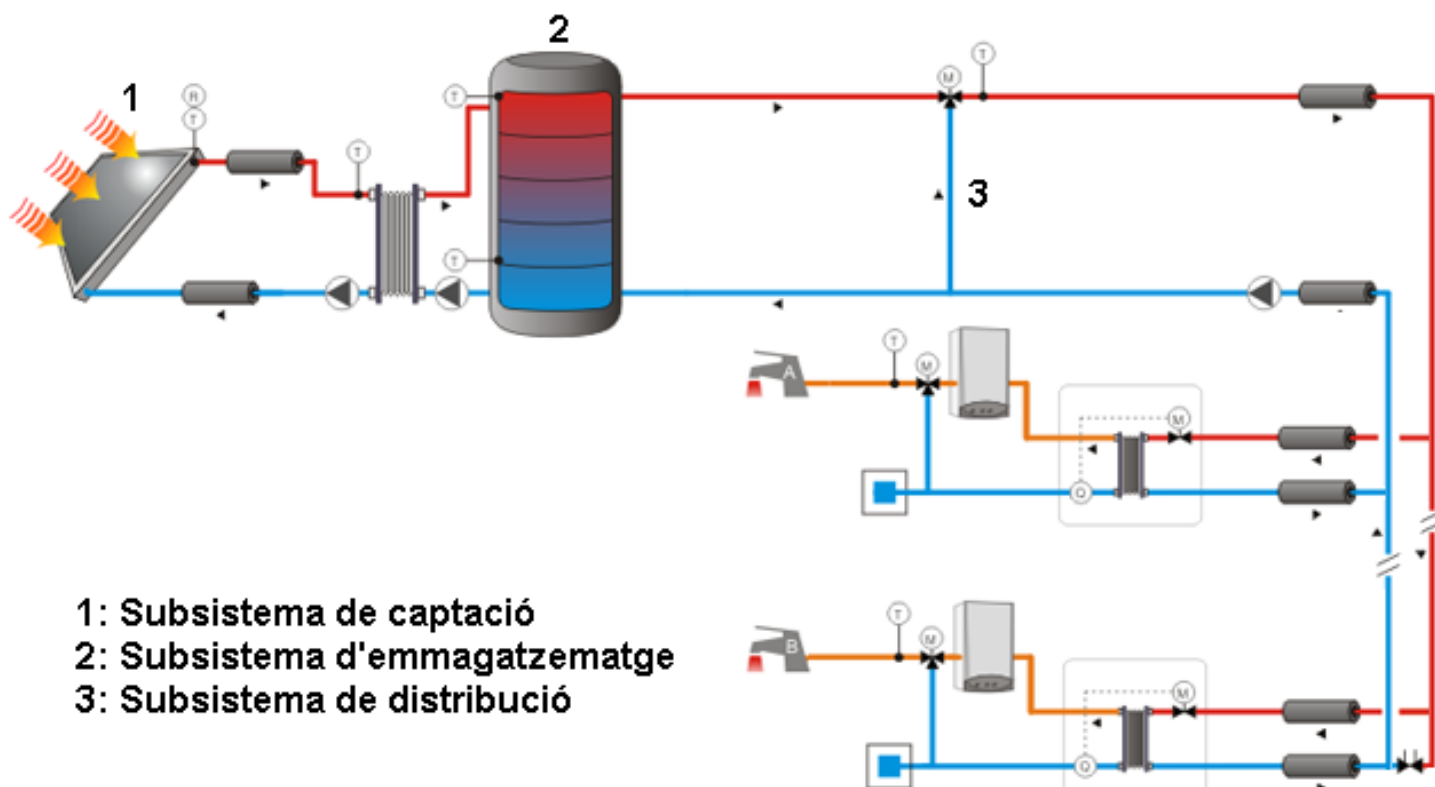 2
1
R
T
T
T
T
M
T
3
A
T
M
M
Q
B
T
M
M
Q
1: Subsistema de captació
2: Subsistema d'emmagatzematge
3: Subsistema de distribució